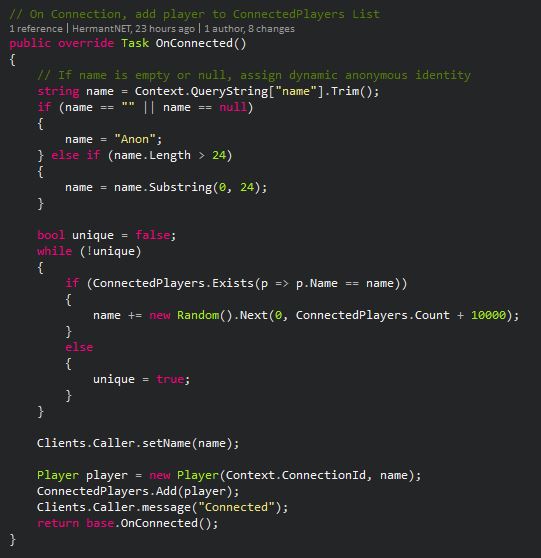 // On Connection, add player to ConnectedPlayers List
1 reference | HermantNET, 23 hours ago | 1 author, 8 changes
public override Task OnConnected()
{
    // If name is empty or null, assign dynamic anonymous identity
    string name = Context.QueryString["name"].Trim();
    if (name == "" || name == null)
    {
        name = "Anon";
    } else if (name.Length > 24)
    {
        name = name.Substring(0, 24);
    }

    bool unique = false;
    while (!unique)
    {
        if (ConnectedPlayers.Exists(p => p.Name == name))
        {
            name += new Random().Next(0, ConnectedPlayers.Count + 10000);
        }
        else
        {
            unique = true;
        }
    }

    Clients.Caller.setName(name);

    Player player = new Player(Context.ConnectionId, name);
    ConnectedPlayers.Add(player);
    Clients.Caller.message("Connected");
    return base.OnConnected();
}